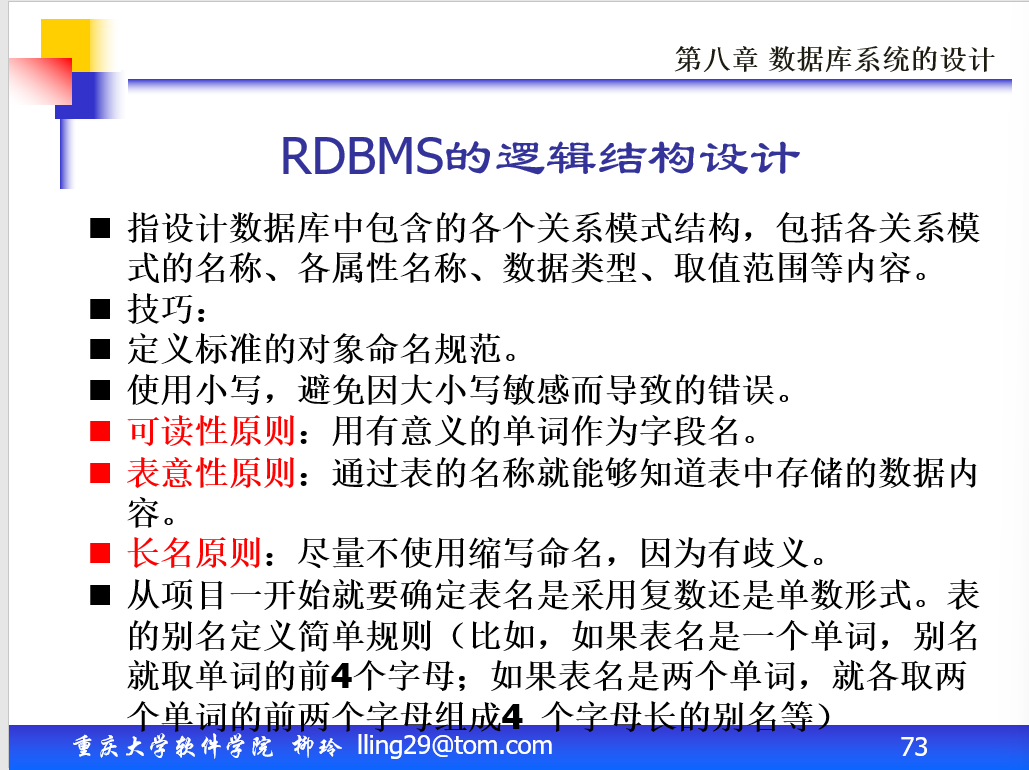 第八章 数据库系统的设计
RDBMS的逻辑结构设计
■ 指设计数据库中包含的各个关系模式结构，包括各关系模
式的名称、各属性名称、数据类型、取值范围等内容。
■ 技巧：
■ 定义标准的对象命名规范。
■ 使用小写，避免因大小写敏感而导致的错误。
■ 可读性原则：用有意义的单词作为字段名。
■ 表意性原则：通过表的名称就能够知道表中存储的数据内
容。
■ 长名原则：尽量不使用缩写命名，因为有歧义。
■ 从项目一开始就要确定表名是采用复数还是单数形式。表
的别名定义简单规则（比如，如果表名是一个单词，别名
就取单词的前4个字母；如果表名是两个单词，就各取两
个单词的前两个字母组成4 个字母长的别名等）
重庆大学软件学院 柳玲 lling29@tom.com 73